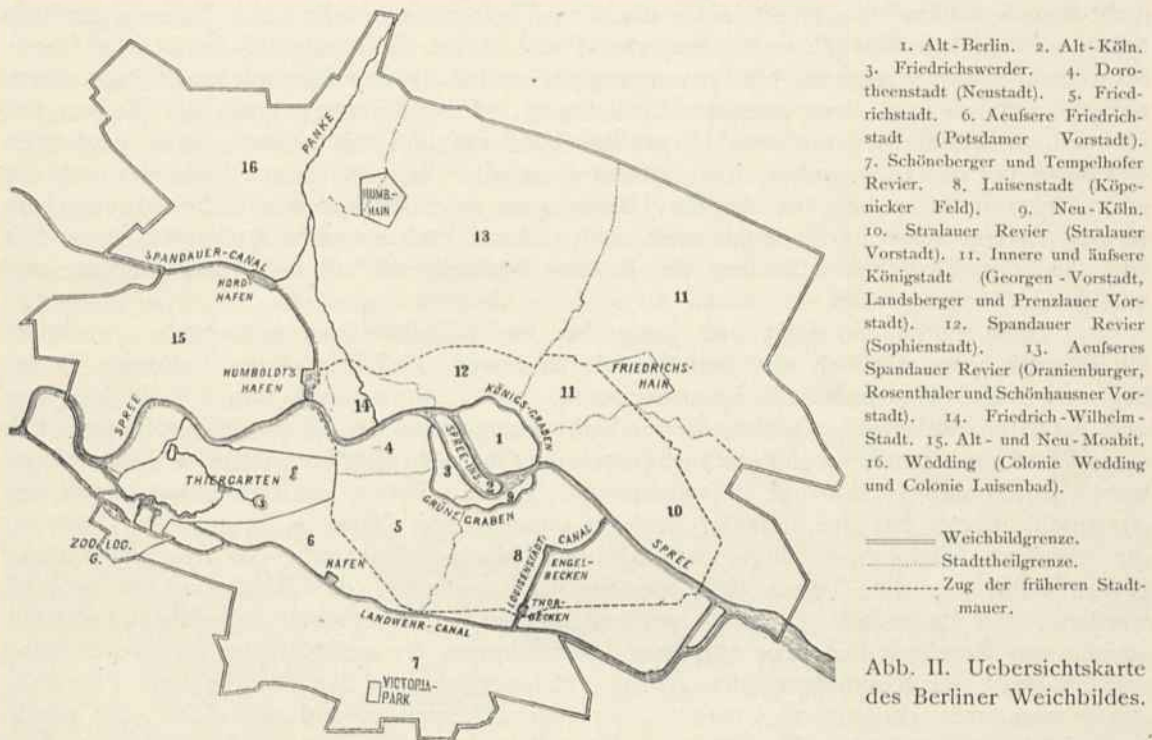 16
PANKE
HUMB.-
HAIN
13
SPANDAUER-CANAL
NORD-
HAFEN
11
15
HUMBOLDTS
HAFEN
12
11
FRIEDRICHS-
HAIN
14
KÖNIGS-GRABEN
SPREE
4
1
SPREE-INS.
3
2
9
THIERGARTEN
GRÜNE GRABEN
5
10
6
8
ZOOLOG.
G.
HAFEN
LOUISENSTÄDT.
CANAL
ENGEL-
BECKEN
SPREE
THOR-
BECKEN
LANDWEHR-CANAL
7
VICTORIA-
PARK
1. Alt-Berlin. 2. Alt-Köln.
3. Friedrichswerder. 4. Doro-
theenstadt (Neustadt). 5. Fried-
richstadt. 6. Aeufsere Friedrich-
stadt (Potsdamer Vorstadt).
7. Schöneberger und Tempelhofer
Revier. 8. Luisenstadt (Köpe-
nicker Feld). 9. Neu-Köln.
10. Stralauer Revier (Stralauer
Vorstadt). 11. Innere und äufsere
Königstadt (Georgen-Vorstadt,
Landsberger und Prenzlauer Vor-
stadt). 12. Spandauer Revier
(Sophienstadt). 13. Aeufseres
Spandauer Revier (Oranienburger,
Rosenthaler und Schönhausner Vor-
stadt). 14. Friedrich-Wilhelm-
Stadt. 15. Alt- und Neu-Moabit.
16. Wedding (Colonie Wedding
und Colonie Luisenbad).
Weichbildgrenze.
Stadttheilgrenze.
Zug der früheren Stadt-
mauer.
Abb. II. Uebersichtskarte
des Berliner Weichbildes.